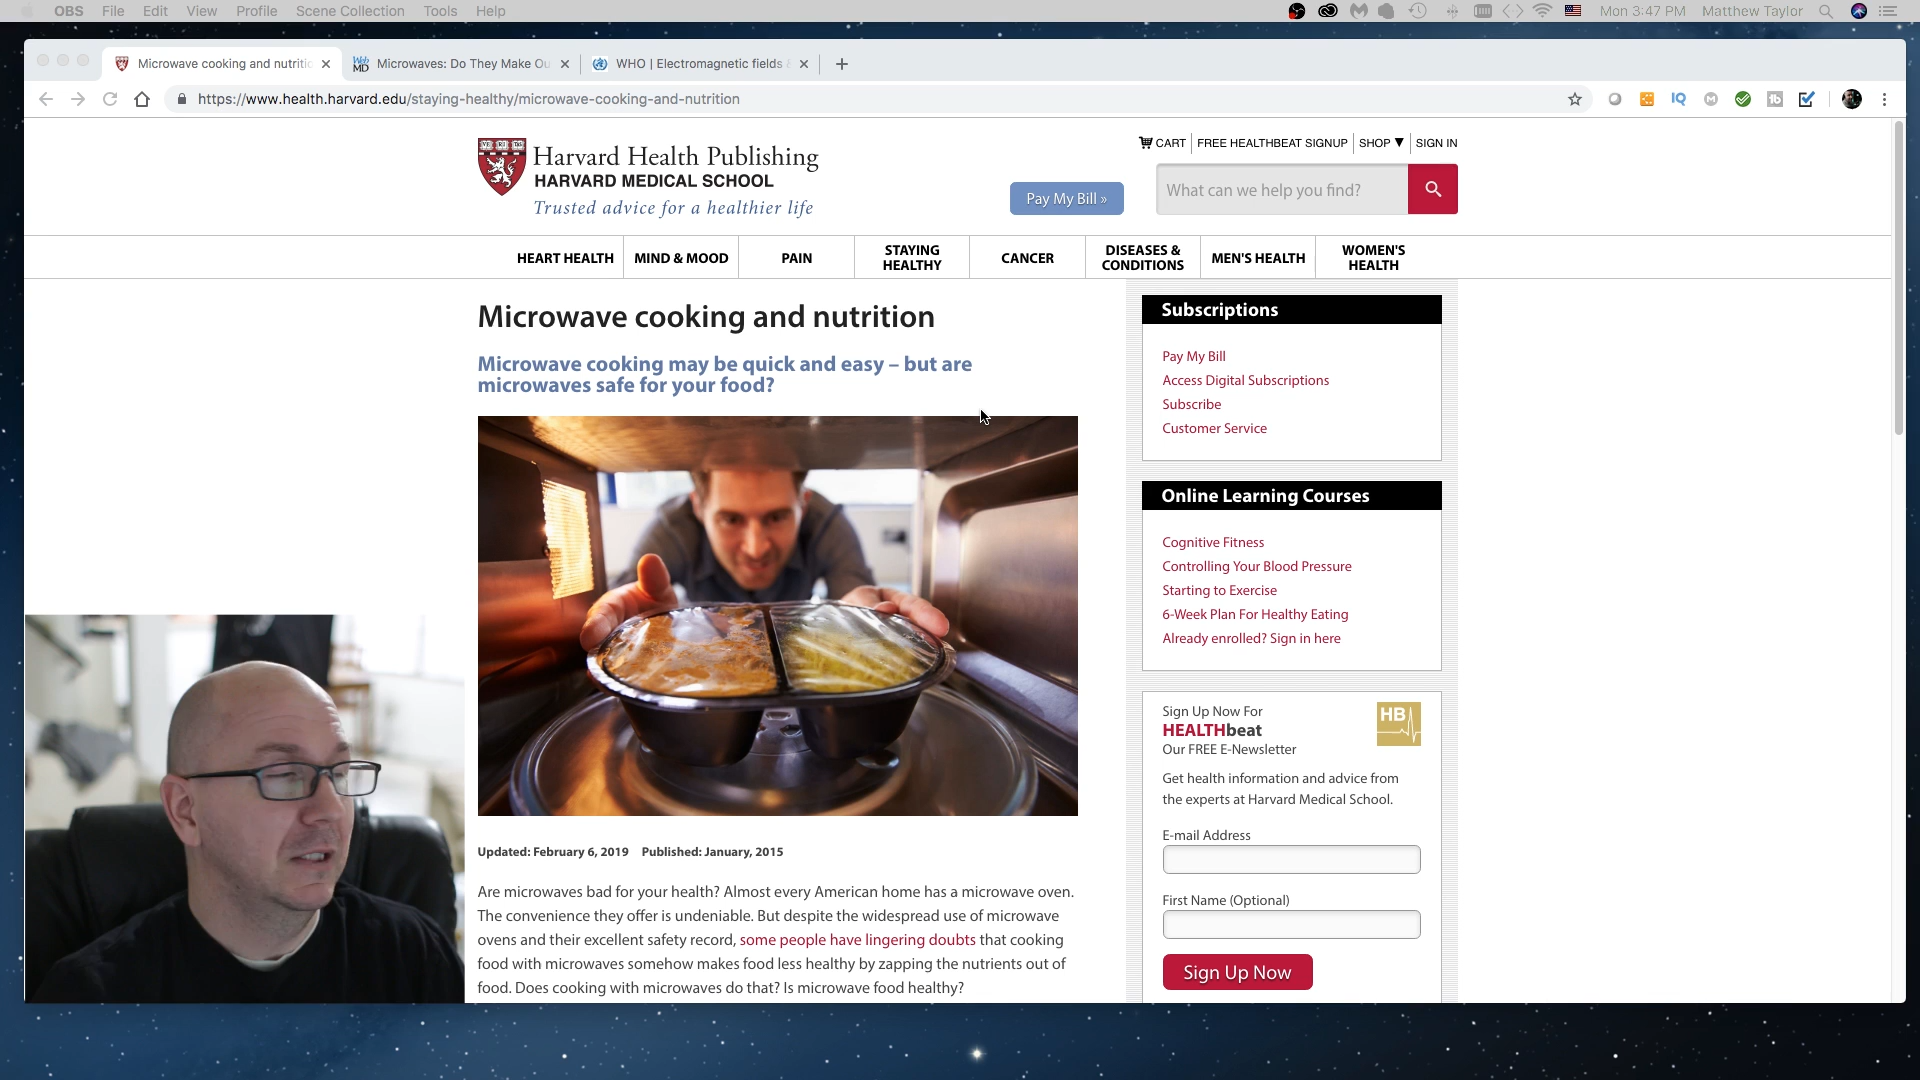 OBS File Edit View Profile Scene Collection Tools Help Mon 3:47 PM Matthew Taylor
Microwave cooking and nutritic Web MD Microwaves: Do They Make Ou WHO | Electromagnetic fields
https://www.health.harvard.edu/staying-healthy/microwave-cooking-and-nutrition
CART FREE HEALTHBEAT SIGNUP SHOP ▼ SIGN IN
VE RI TAS
Harvard Health Publishing
HARVARD MEDICAL SCHOOL
Trusted advice for a healthier life
Pay My Bill »
What can we help you find?
HEART HEALTH
MIND & MOOD
PAIN
STAYING
HEALTHY
CANCER
DISEASES &
CONDITIONS
MEN'S HEALTH
WOMEN'S
HEALTH
Microwave cooking and nutrition
Microwave cooking may be quick and easy – but are
microwaves safe for your food?
Updated: February 6, 2019 Published: January, 2015
Are microwaves bad for your health? Almost every American home has a microwave oven.
The convenience they offer is undeniable. But despite the widespread use of microwave
ovens and their excellent safety record, some people have lingering doubts that cooking
food with microwaves somehow makes food less healthy by zapping the nutrients out of
food. Does cooking with microwaves do that? Is microwave food healthy?
Subscriptions
Pay My Bill
Access Digital Subscriptions
Subscribe
Customer Service
Online Learning Courses
Cognitive Fitness
Controlling Your Blood Pressure
Starting to Exercise
6-Week Plan For Healthy Eating
Already enrolled? Sign in here
Sign Up Now For
HEALTHbeat
Our FREE E-Newsletter
HB
Get health information and advice from
the experts at Harvard Medical School.
E-mail Address
First Name (Optional)
Sign Up Now